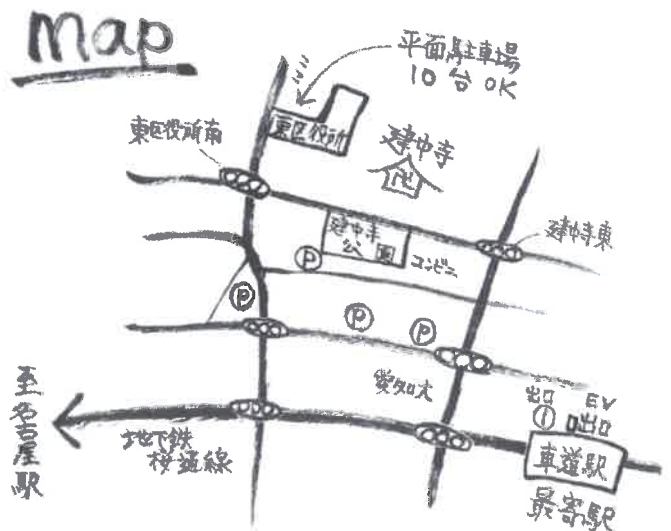 map
平面駐車場
10台OK
東区役所
東区役所南
建中寺
卍
建中寺
公園
建中寺東
コンビニ
P
P
P
P
愛知大
出口 EV
① 出口
車道駅
最寄駅
地下鉄
桜通線
至名古屋駅